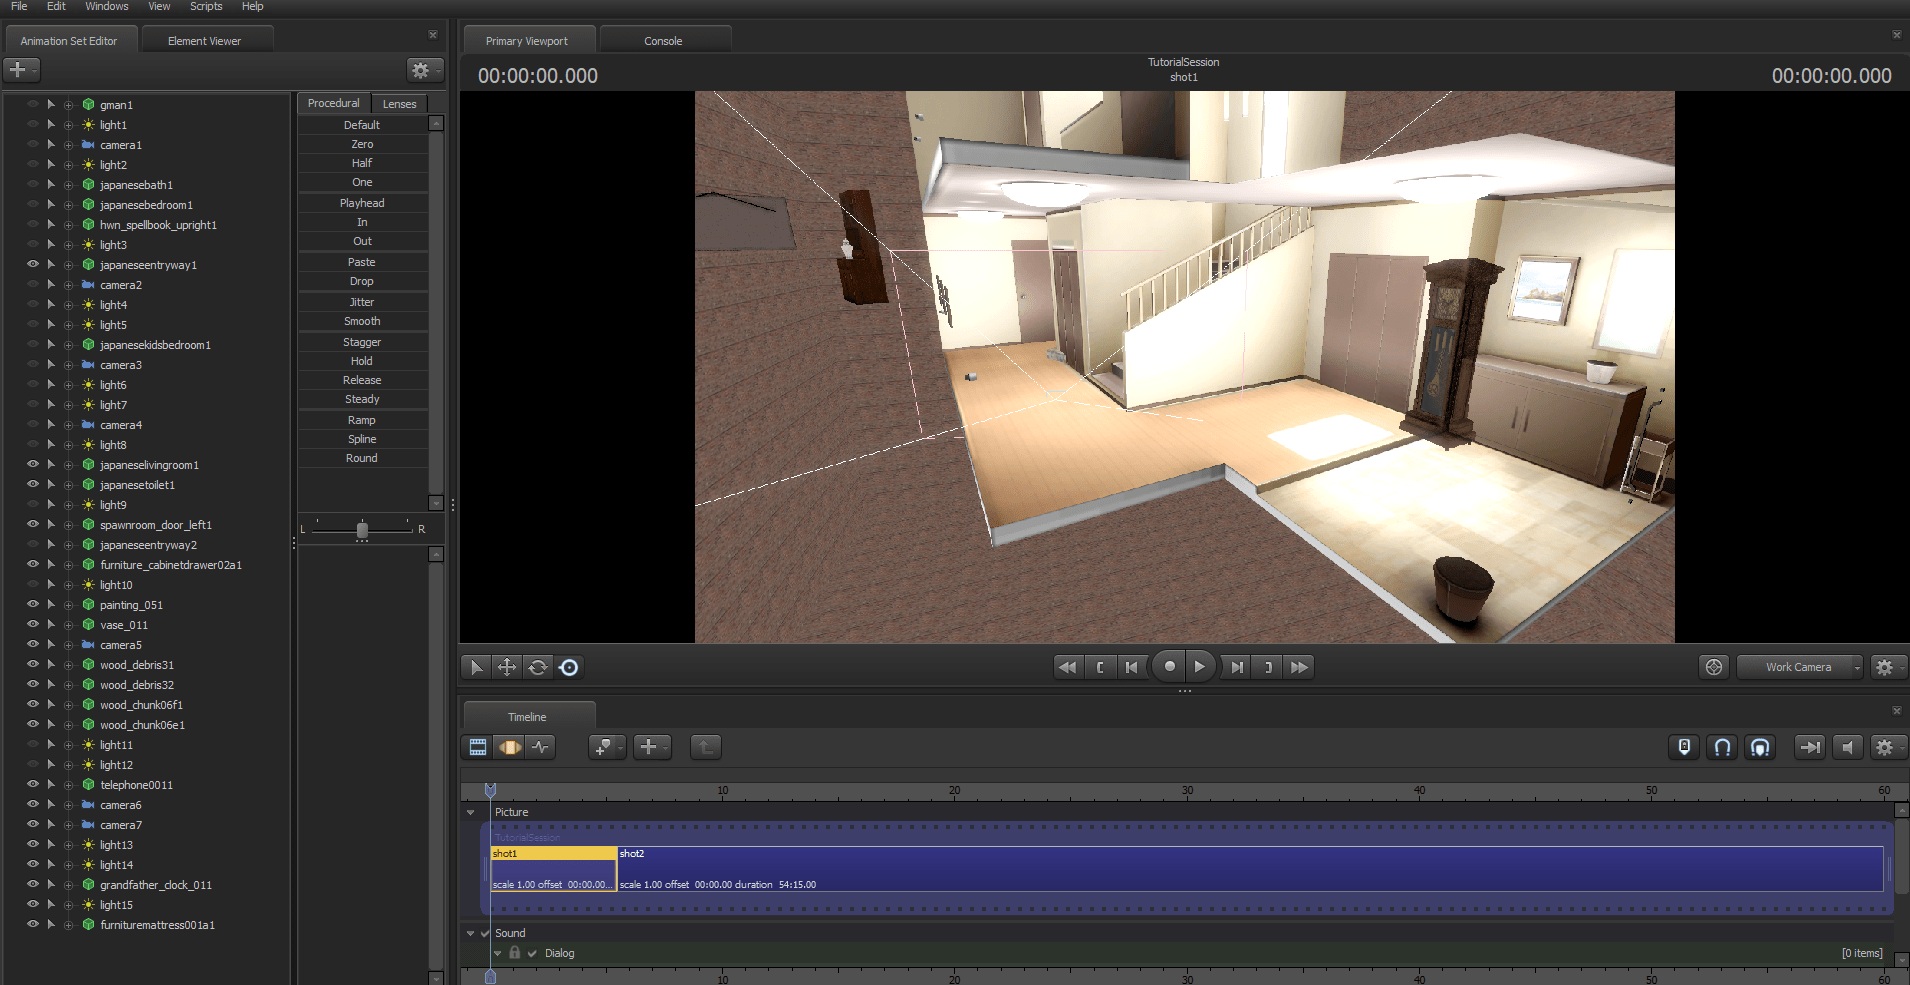 File Edit Windows View Scripts Help
Animation Set Editor Element Viewer
gman1
light1
camera1
light2
japanesebath1
japanesebedroom1
hwn_spellbook_upright1
light3
japaneseentryway1
camera2
light4
light5
japanesekidsbedroom1
camera3
light6
light7
camera4
light8
japaneselivingroom1
japanesetoilet1
light9
spawnroom_door_left1
japaneseentryway2
furniture_cabinetdrawer02a1
light10
painting_051
vase_011
camera5
wood_debris31
wood_debris32
wood_chunk06f1
wood_chunk06e1
light11
light12
telephone0011
camera6
camera7
light13
light14
grandfather_clock_011
light15
furnituremattress001a1
Procedural Lenses
Default
Zero
Half
One
Playhead
In
Out
Paste
Drop
Jitter
Smooth
Stagger
Hold
Release
Steady
Ramp
Spline
Round
L R
Primary Viewport Console
00:00:00.000
TutorialSession
shot1
00:00:00.000
Work Camera
Timeline
10 20 30 40 50 60
Picture
TutorialSession
shot1 shot2
scale 1.00 offset 00:00.00... scale 1.00 offset 00:00.00 duration 54:15.00
Sound
Dialog [0 items]
10 20 30 40 50 60